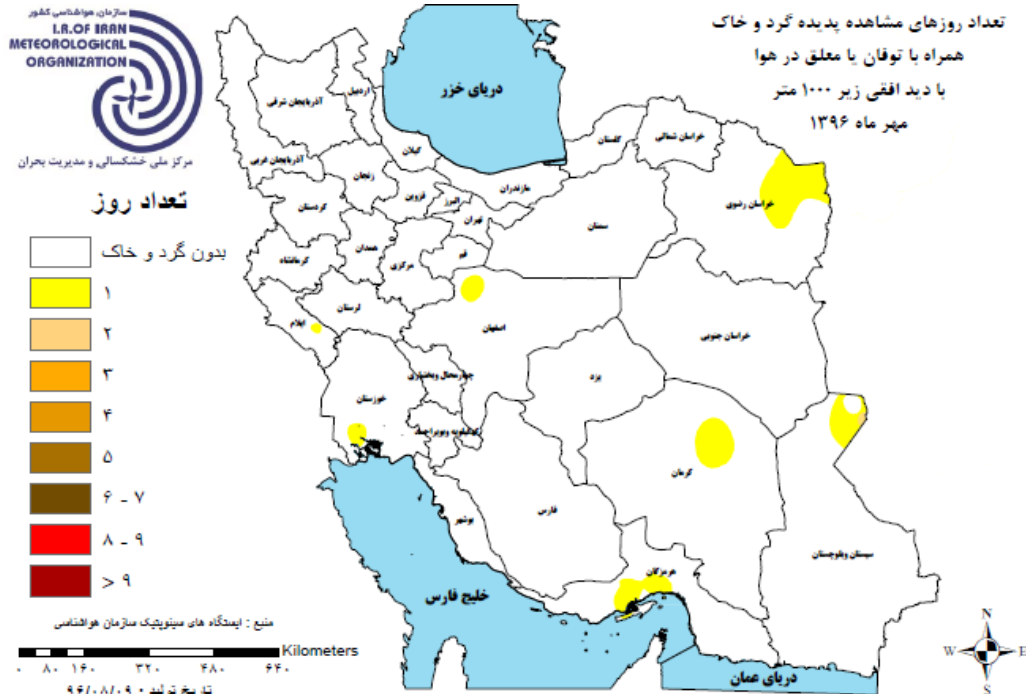 سازمان هواشناسی کشور
I.R.OF IRAN
METEOROLOGICAL
ORGANIZATION
مرکز ملی خشکسالی و مدیریت بحران
تعداد روزهای مشاهده پدیده گرد و خاک
همراه با توفان یا معلق در هوا
با دید افقی زیر ۱۰۰۰ متر
مهر ماه ۱۳۹۶
تعداد روز
بدون گرد و خاک
۱
۲
۳
۴
۵
۶ - ۷
۸ - ۹
> ۹
دریای خزر
آذربایجان شرقی
اردبیل
آذربایجان غربی
گیلان
زنجان
کردستان
قزوین
البرز
مازندران
تهران
گلستان
خراسان شمالی
خراسان رضوی
سمنان
همدان
کرمانشاه
مرکزی
قم
لرستان
ایلام
اصفهان
خراسان جنوبی
یزد
چهارمحال وبختیاری
خوزستان
کهگیلویه وبویراحمد
کرمان
فارس
بوشهر
سیستان وبلوچستان
هرمزگان
خلیج فارس
دریای عمان
منبع : ایستگاه های سینوپتیک سازمان هواشناسی
Kilometers
۰ ۸۰ ۱۶۰ ۳۲۰ ۴۸۰ ۶۴۰
تاریخ تولید : ۹۶/۰۸/۰۹
N
W E
S